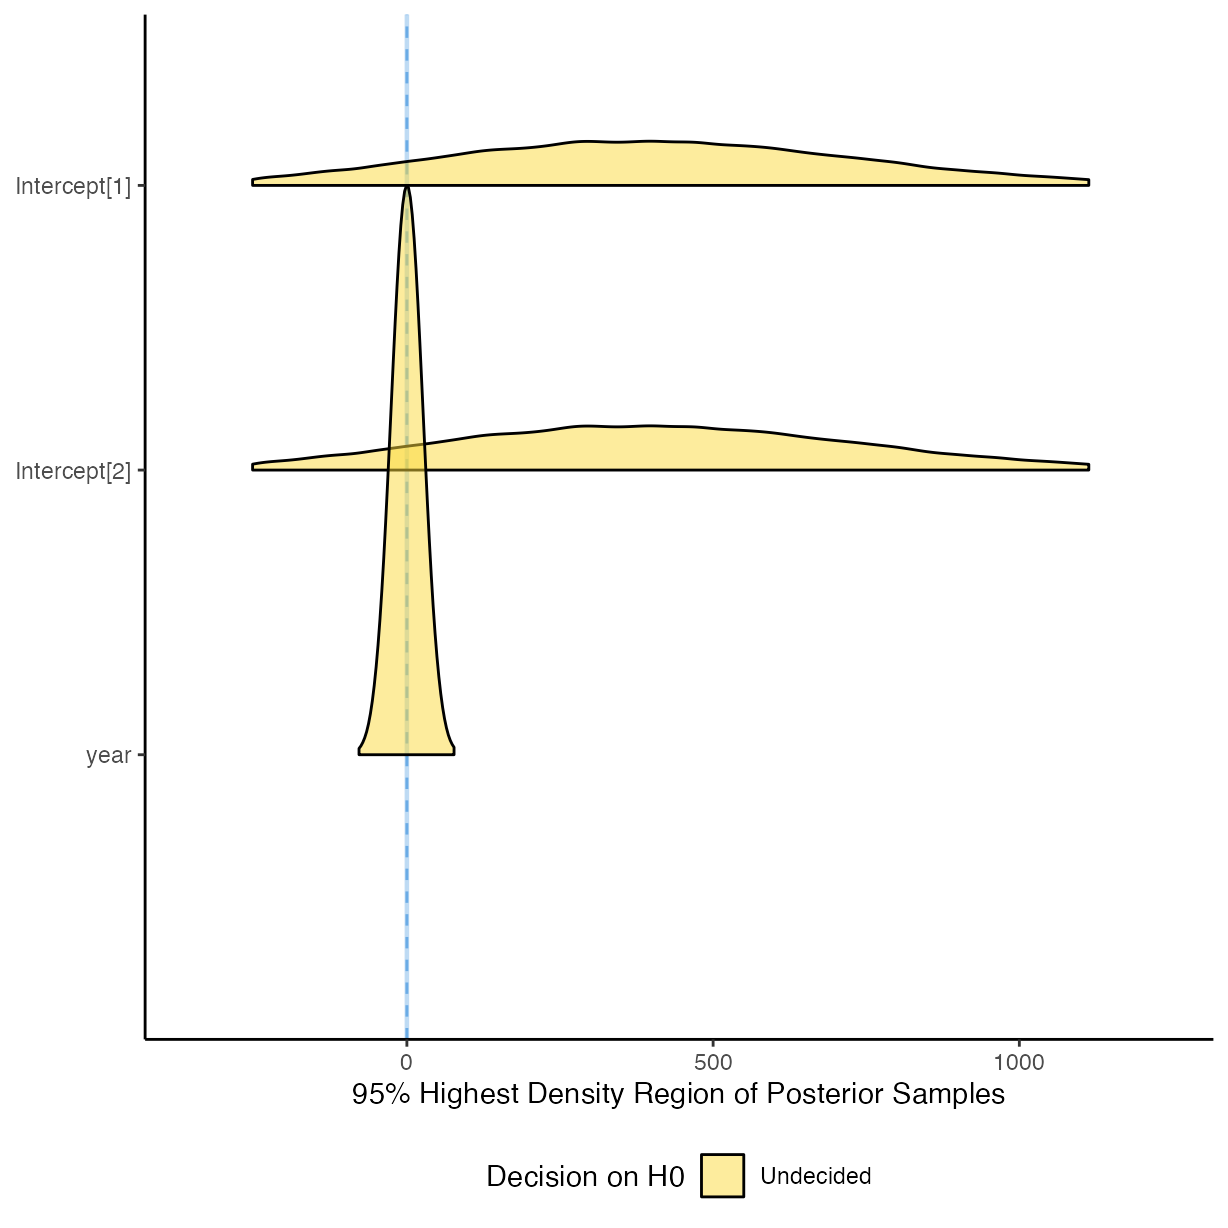 Intercept[1]
Intercept[2]
year
0 500 1000
95% Highest Density Region of Posterior Samples
Decision on H0 Undecided